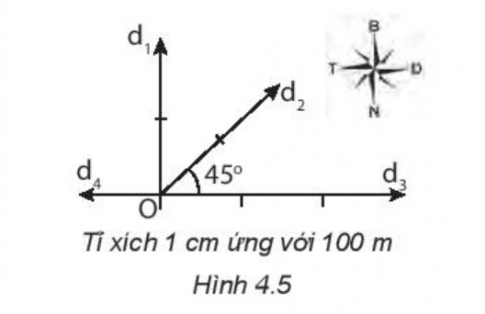 d₁
B
T
Đ
N
d₂
d₄
45°
d₃
O
Tỉ xích 1 cm ứng với 100 m
Hình 4.5